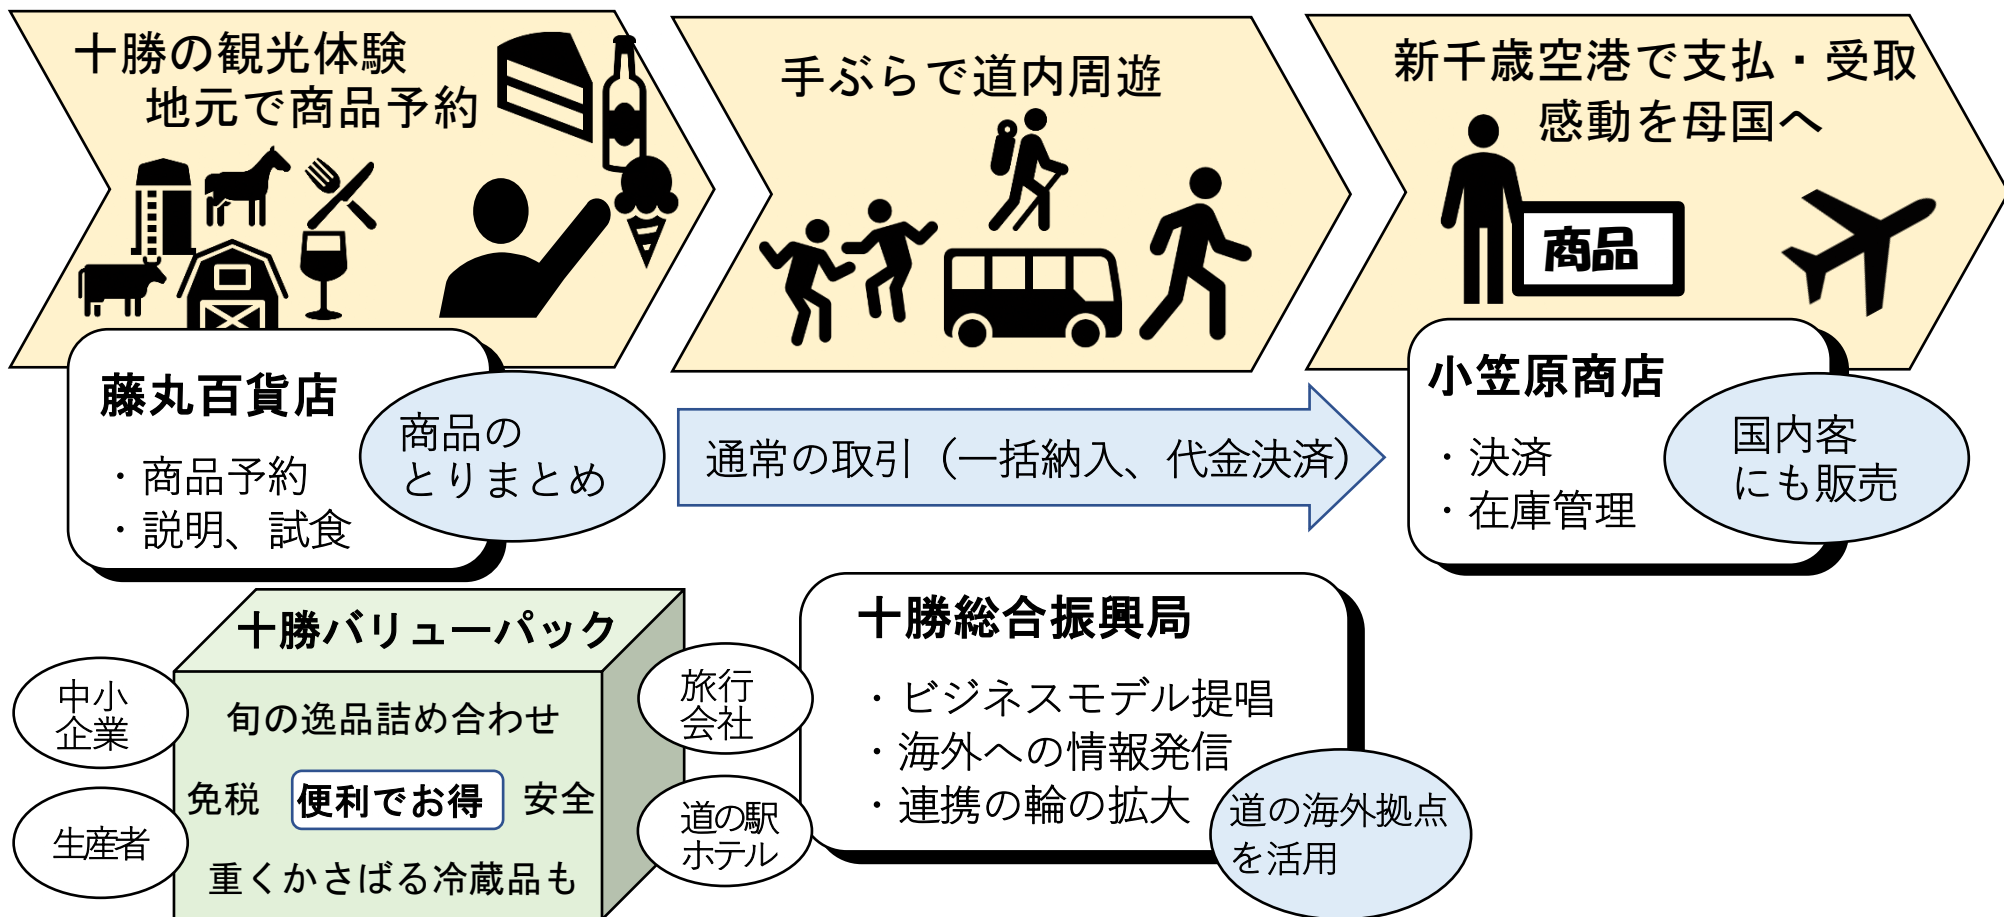 十勝の観光体験
地元で商品予約
手ぶらで道内周遊
新千歳空港で支払・受取
感動を母国へ
商品
藤丸百貨店
・商品予約
・説明、試食
商品の
とりまとめ
通常の取引（一括納入、代金決済）
小笠原商店
・決済
・在庫管理
国内客
にも販売
十勝バリューパック
旬の逸品詰め合わせ
免税 便利でお得 安全
重くかさばる冷蔵品も
中小
企業
生産者
旅行
会社
道の駅
ホテル
十勝総合振興局
・ビジネスモデル提唱
・海外への情報発信
・連携の輪の拡大
道の海外拠点
を活用